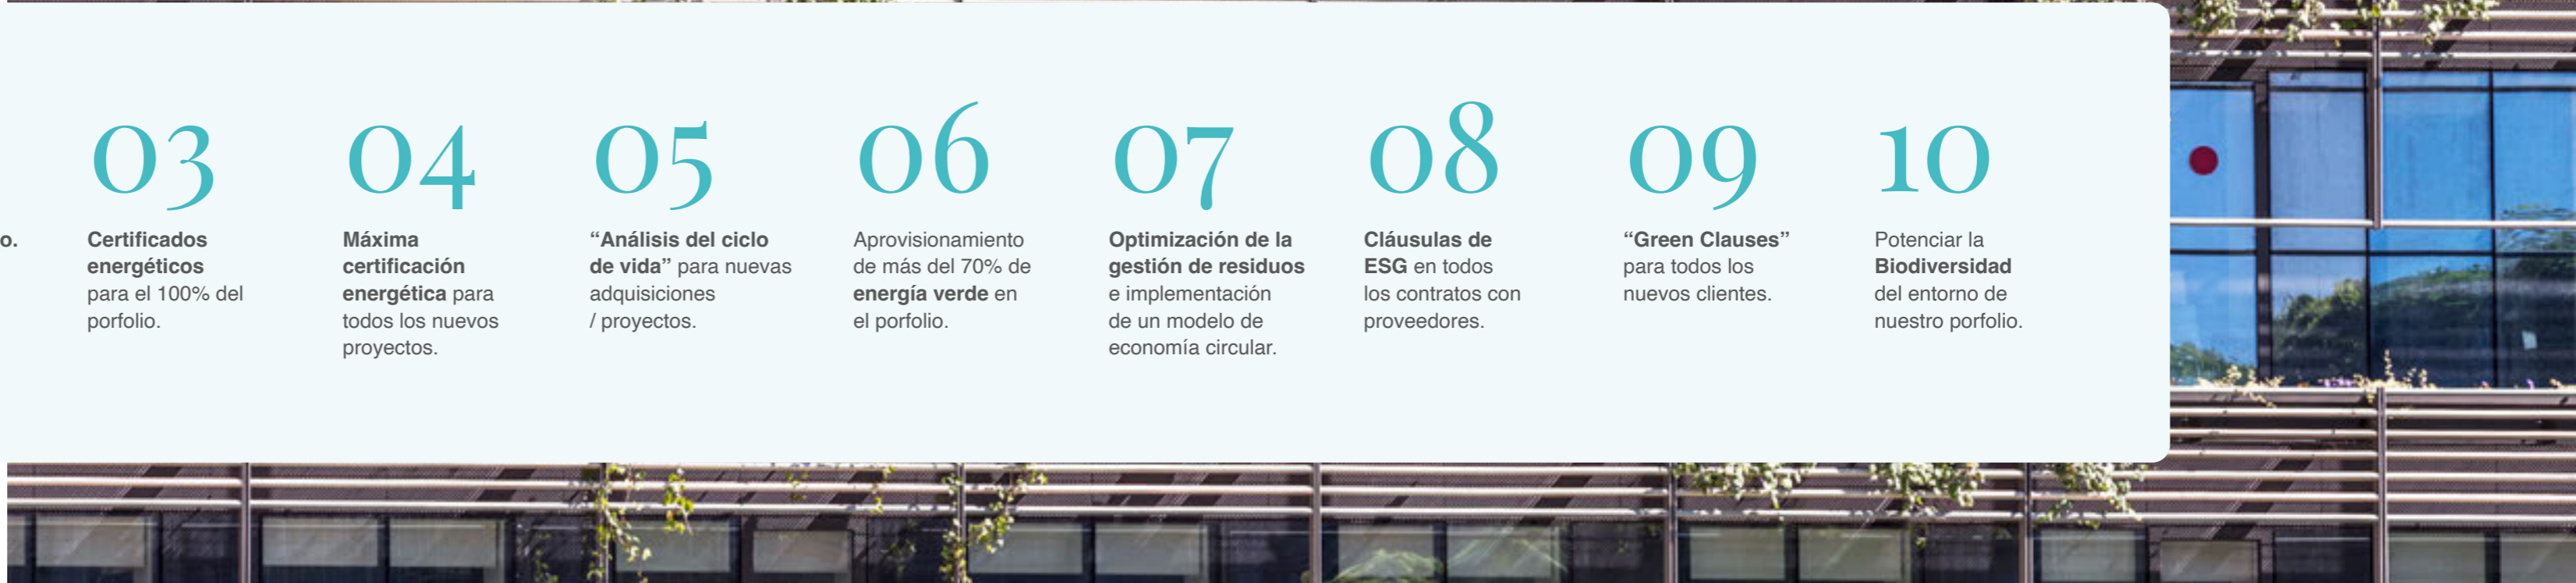 o.
03
Certificados
energéticos
para el 100% del
porfolio.
04
Máxima
certificación
energética para
todos los nuevos
proyectos.
05
“Análisis del ciclo
de vida” para nuevas
adquisiciones
/ proyectos.
06
Aprovisionamiento
de más del 70% de
energía verde en
el porfolio.
07
Optimización de la
gestión de residuos
e implementación
de un modelo de
economía circular.
08
Cláusulas de
ESG en todos
los contratos con
proveedores.
09
“Green Clauses”
para todos los
nuevos clientes.
10
Potenciar la
Biodiversidad
del entorno de
nuestro porfolio.